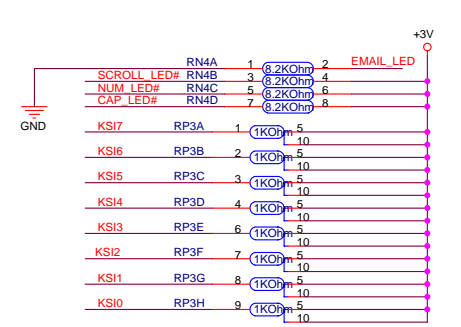 +3V
RN4A 1 8.2KOhm 2 EMAIL_LED
SCROLL_LED# RN4B 3 8.2KOhm 4
NUM_LED# RN4C 5 8.2KOhm 6
CAP_LED# RN4D 7 8.2KOhm 8
GND
KSI7 RP3A 1 1KOhm 5
10
KSI6 RP3B 2 1KOhm 5
10
KSI5 RP3C 3 1KOhm 5
10
KSI4 RP3D 4 1KOhm 5
10
KSI3 RP3E 6 1KOhm 5
10
KSI2 RP3F 7 1KOhm 5
10
KSI1 RP3G 8 1KOhm 5
10
KSI0 RP3H 9 1KOhm 5
10